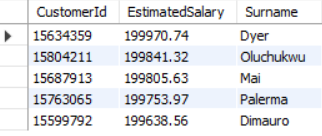 CustomerId EstimatedSalary Surname
15634359 199970.74 Dyer
15804211 199841.32 Oluchukwu
15687913 199805.63 Mai
15763065 199753.97 Palerma
15599792 199638.56 Dimauro